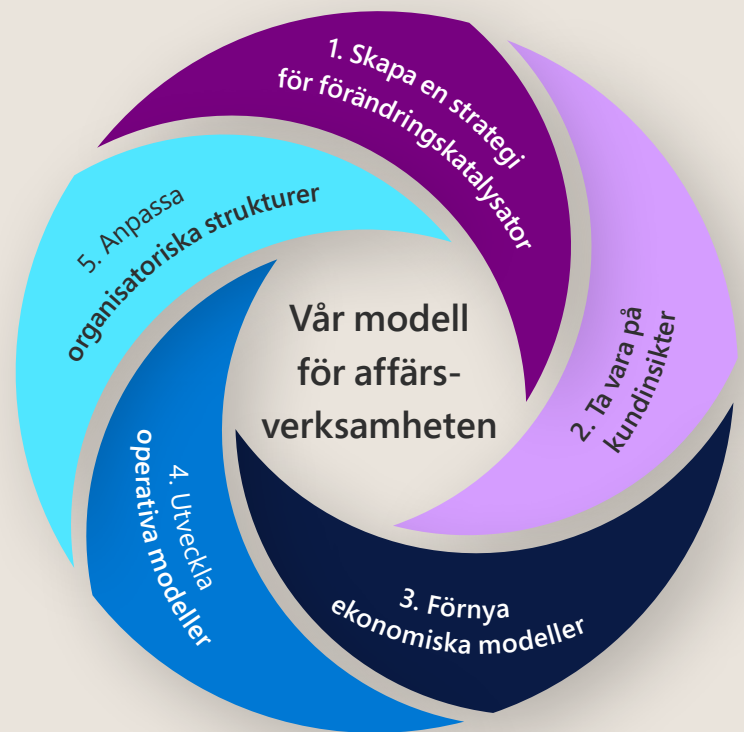 1. Skapa en strategi
för förändringskatalysator
2. Ta vara på
kundinsikter
3. Förnya
ekonomiska modeller
4. Utveckla
operativa modeller
5. Anpassa
organisatoriska strukturer
Vår modell
för affärs-
verksamheten